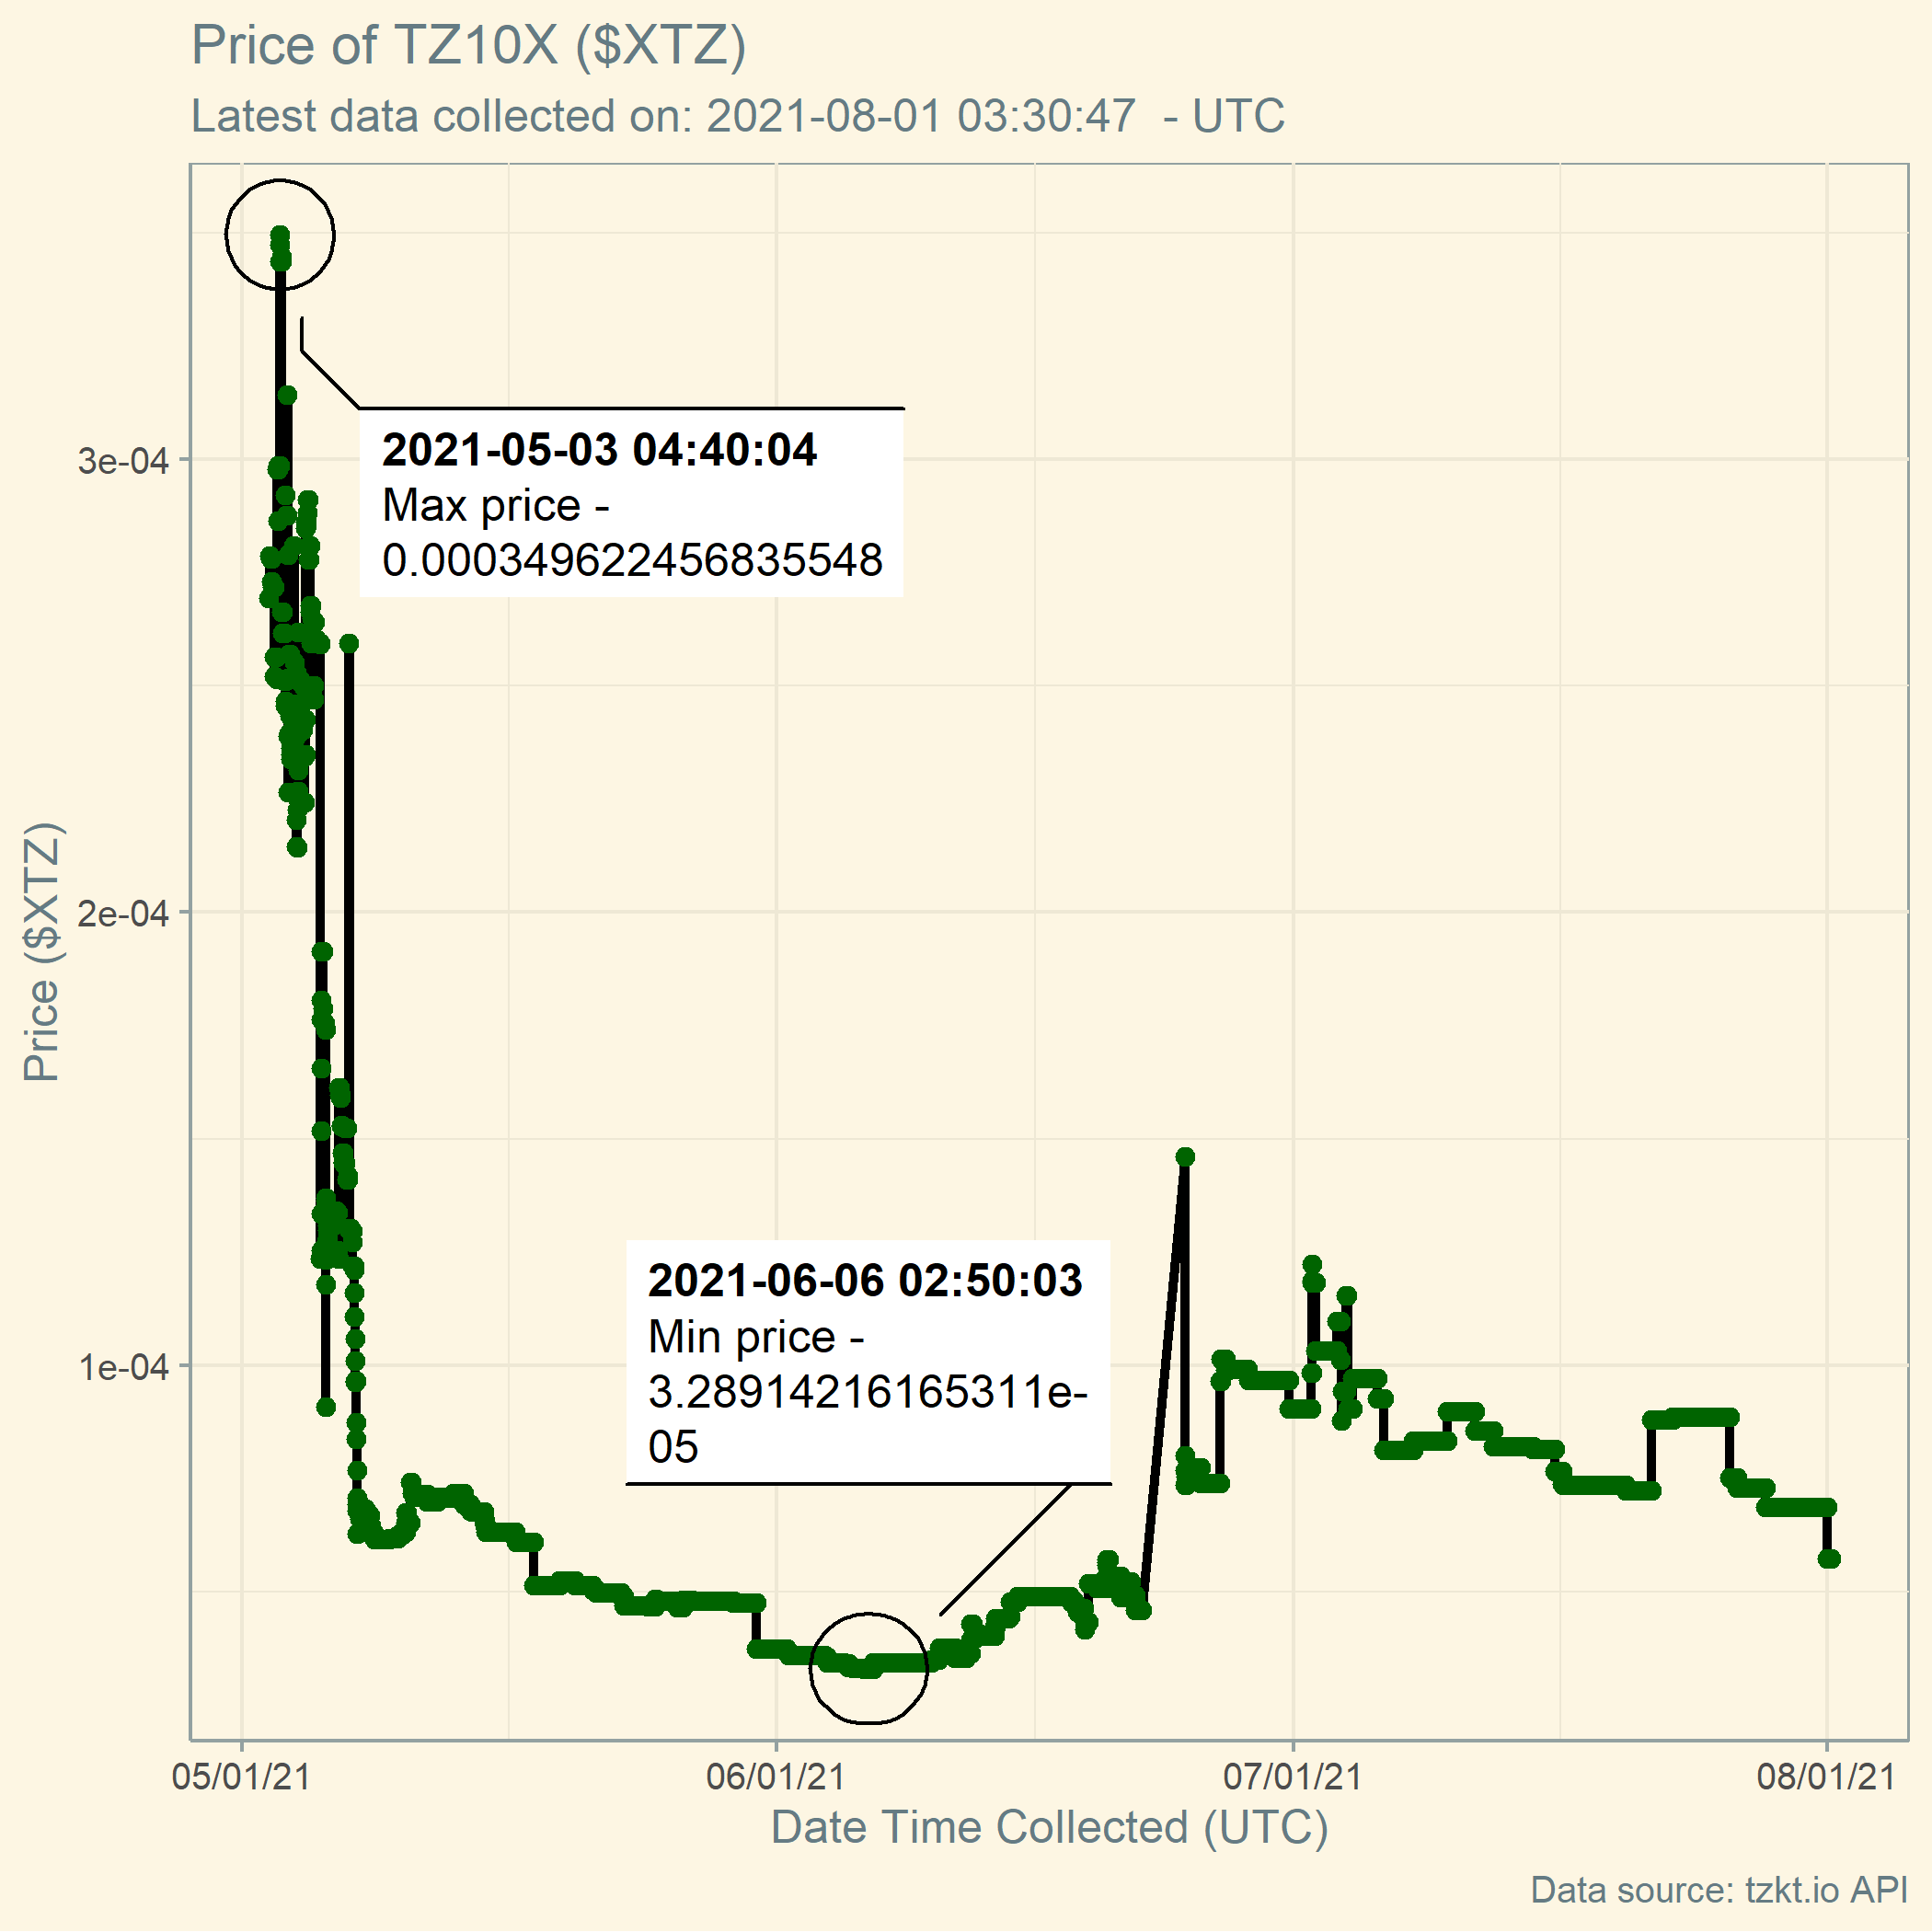 Price of TZ10X ($XTZ)
Latest data collected on: 2021-08-01 03:30:47  - UTC
2021-05-03 04:40:04
Max price -
0.000349622456835548
3e-04
2e-04
1e-04
Price ($XTZ)
2021-06-06 02:50:03
Min price -
3.28914216165311e-
05
05/01/21
06/01/21
07/01/21
08/01/21
Date Time Collected (UTC)
Data source: tzkt.io API